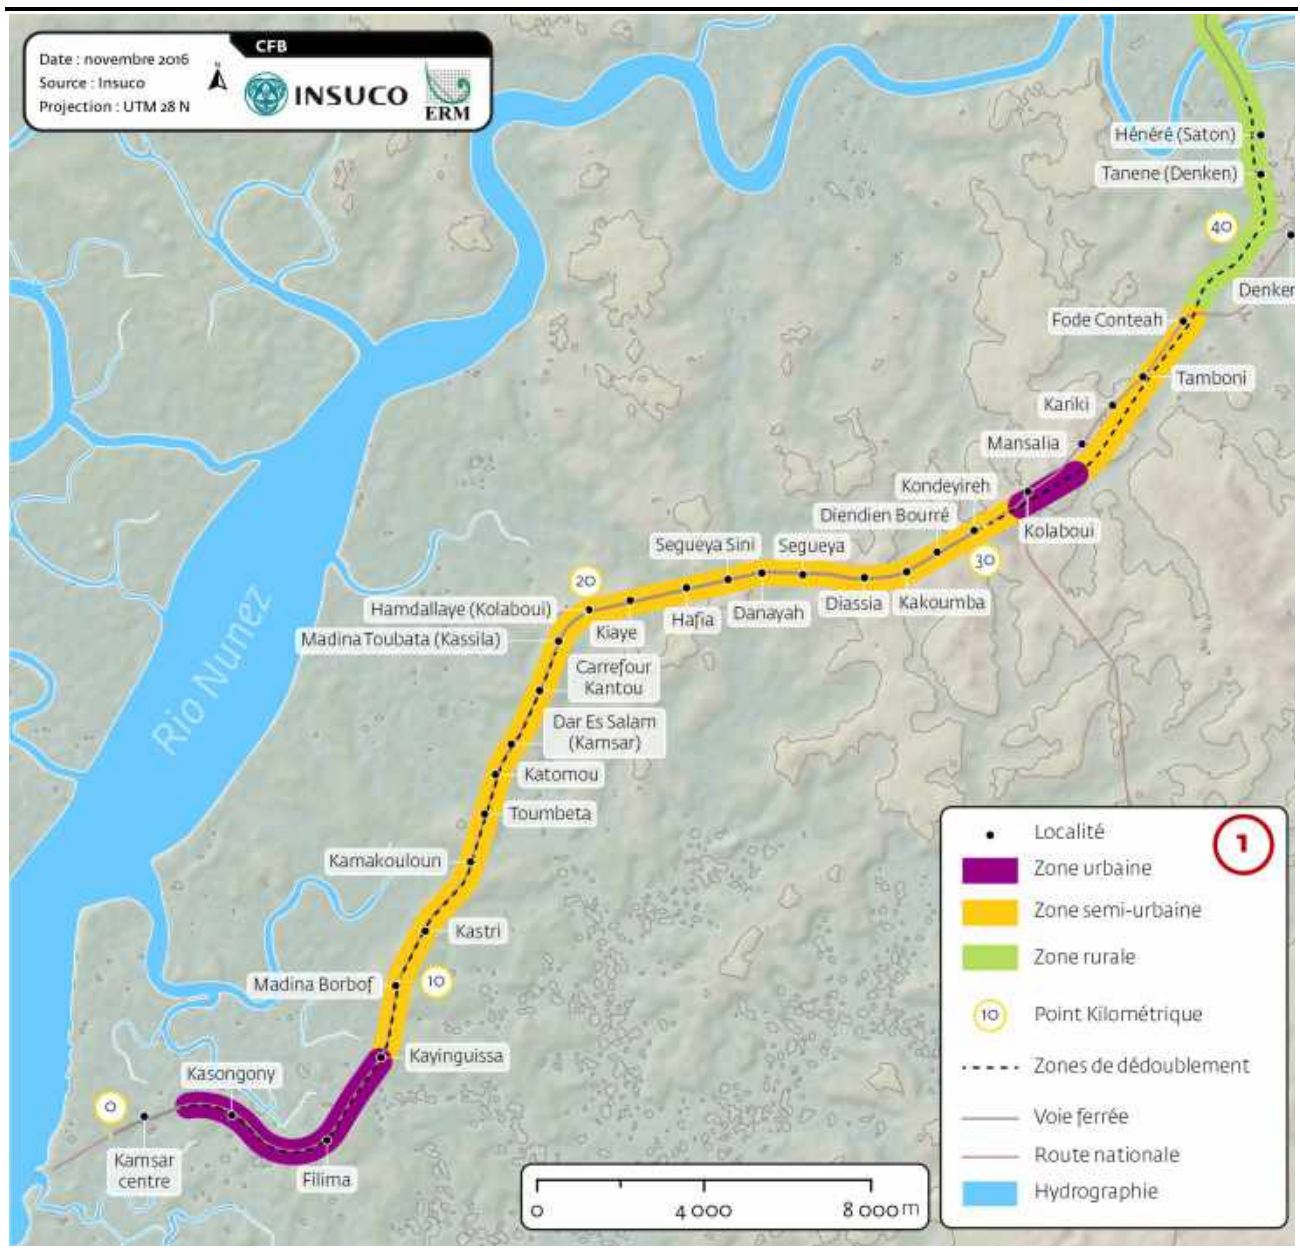 CFB
Date : novembre 2016
Source : Insuco
Projection : UTM 28 N
N
INSUCO
ERM
Hénéré (Saton)
Tanene (Denken)
40
Denken
Fode Conteah
Tamboni
Kariki
Mansalia
Kondeyireh
Diendien Bourré
Kolaboui
30
Segueya Sini
Segueya
20
Hamdallaye (Kolaboui)
Kiaye
Hafia
Danayah
Diassia
Kakoumba
Madina Toubata (Kassila)
Carrefour
Kantou
Rio Nunez
Dar Es Salam
(Kamsar)
Katomou
Toumbeta
Kamakouloun
Kastri
Madina Borbof
10
Kayinguissa
Kasongony
0
Kamsar
centre
Filima
0
4 000
8 000 m
1
Localité
Zone urbaine
Zone semi-urbaine
Zone rurale
10
Point Kilométrique
Zones de dédoublement
Voie ferrée
Route nationale
Hydrographie